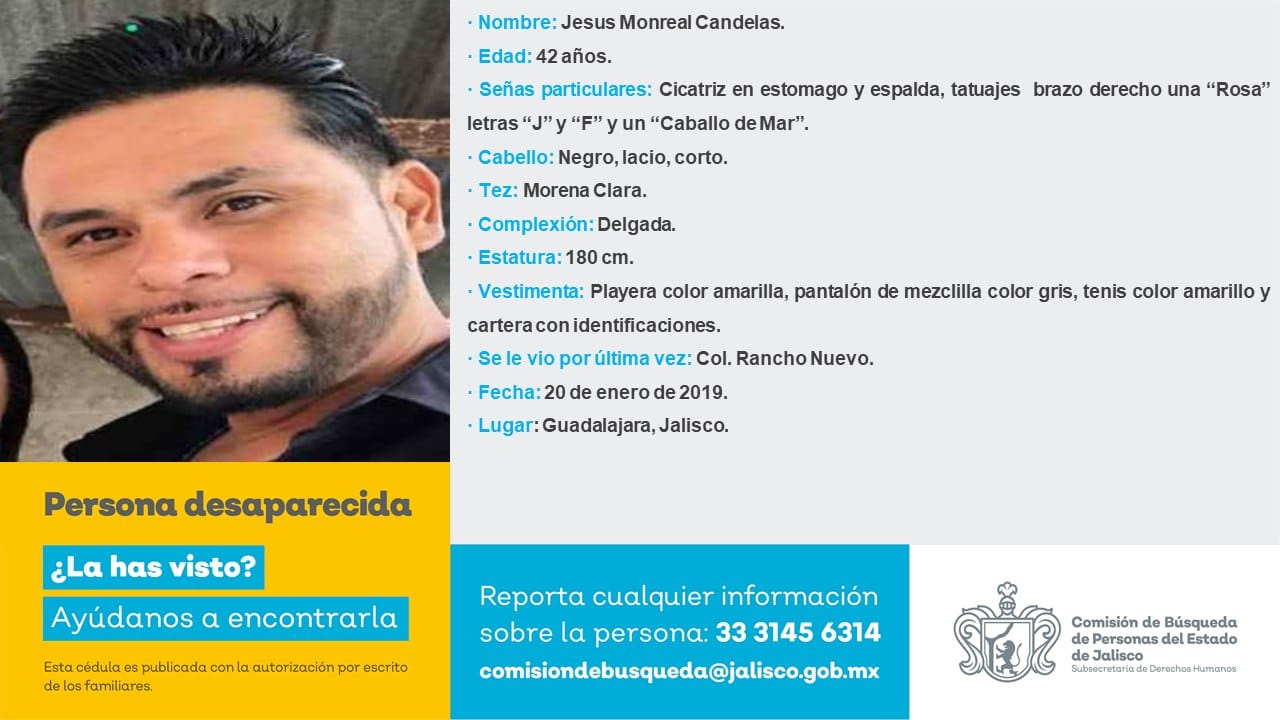 · Nombre: Jesus Monreal Candelas.
· Edad: 42 años.
· Señas particulares: Cicatriz en estomago y espalda, tatuajes brazo derecho una “Rosa”
letras “J” y “F” y un “Caballo de Mar”.
· Cabello: Negro, lacio, corto.
· Tez: Morena Clara.
· Complexión: Delgada.
· Estatura: 180 cm.
· Vestimenta: Playera color amarilla, pantalón de mezclilla color gris, tenis color amarillo y
cartera con identificaciones.
· Se le vio por última vez: Col. Rancho Nuevo.
· Fecha: 20 de enero de 2019.
· Lugar: Guadalajara, Jalisco.
Persona desaparecida
¿La has visto?
Ayúdanos a encontrarla
Esta cédula es publicada con la autorización por escrito
de los familiares.
Reporta cualquier información
sobre la persona: 33 3145 6314
comisiondebusqueda@jalisco.gob.mx
Comisión de Búsqueda
de Personas del Estado
de Jalisco
Subsecretaría de Derechos Humanos